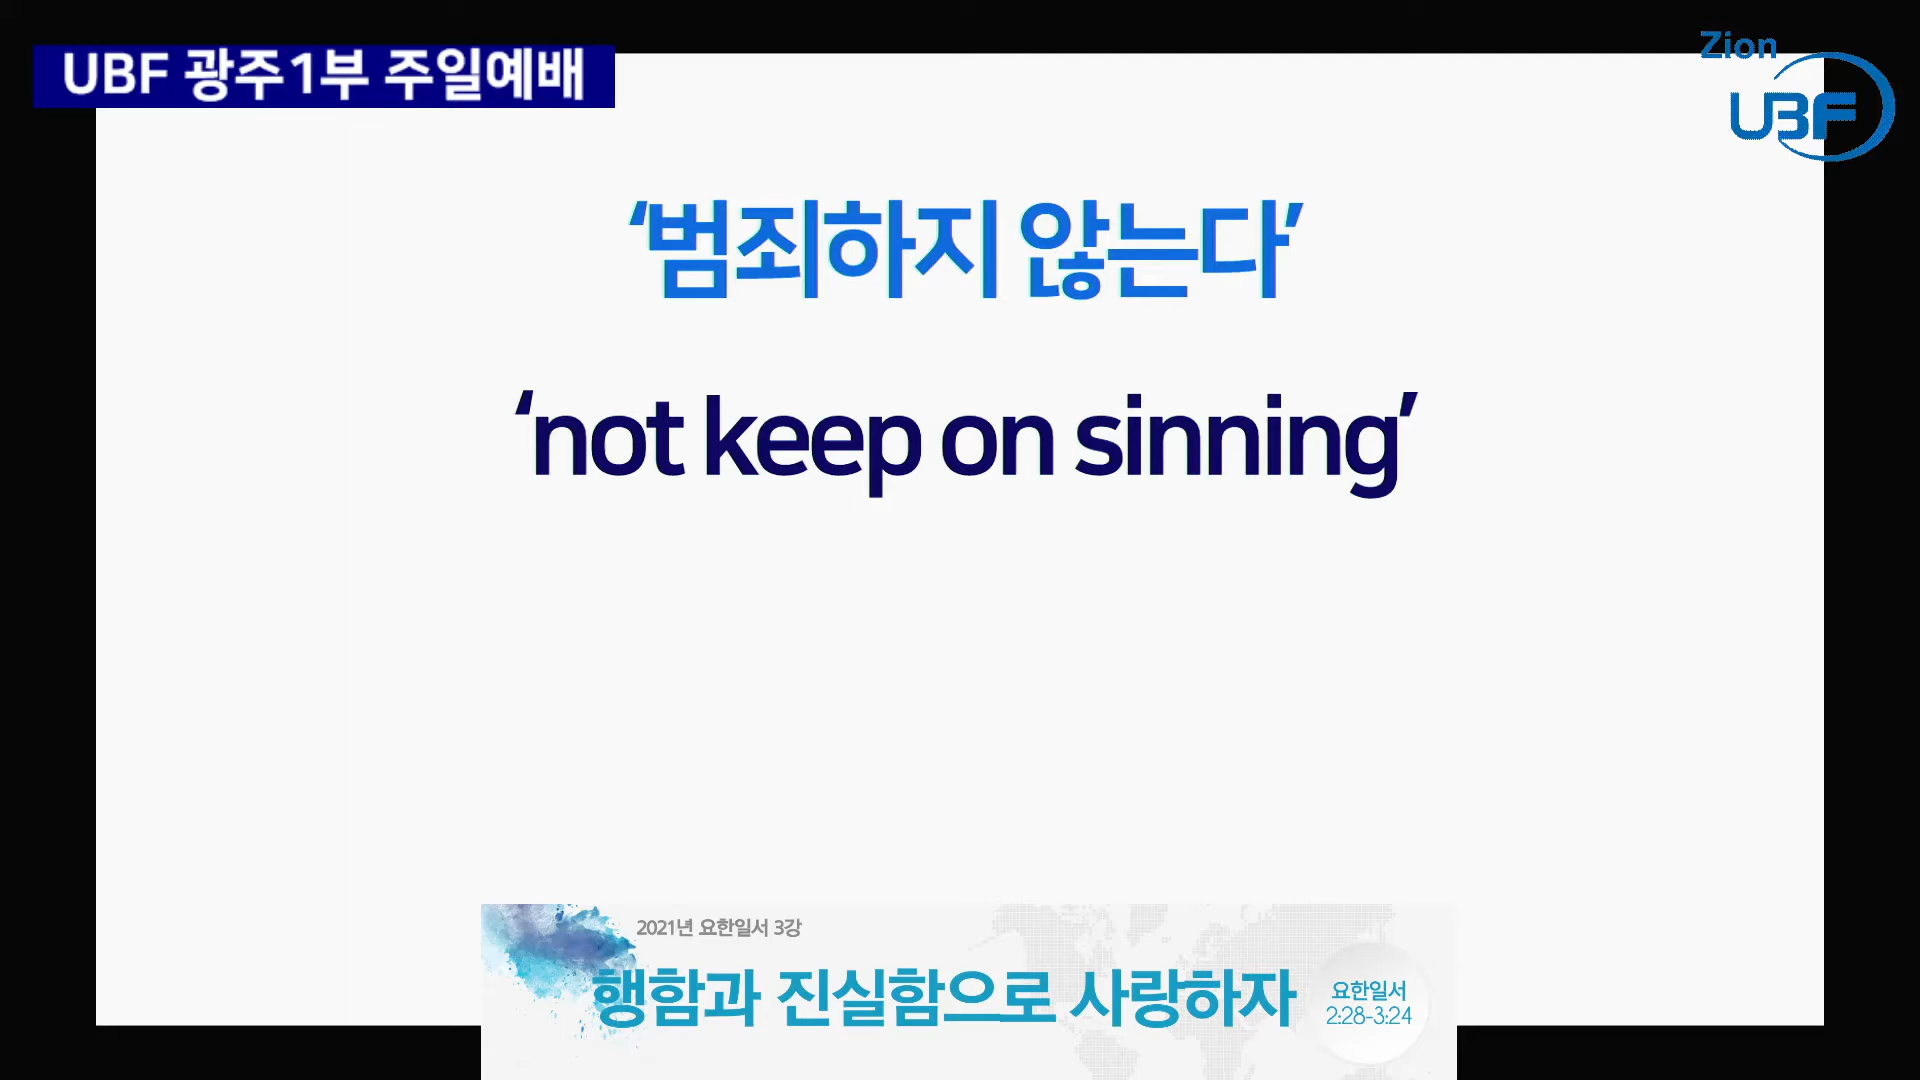 UBF 광주1부 주일예배
Zion
UBF
‘범죄하지 않는다’
‘not keep on sinning’
2021년 요한일서 3강
행함과 진실함으로 사랑하자
요한일서
2:28-3:24